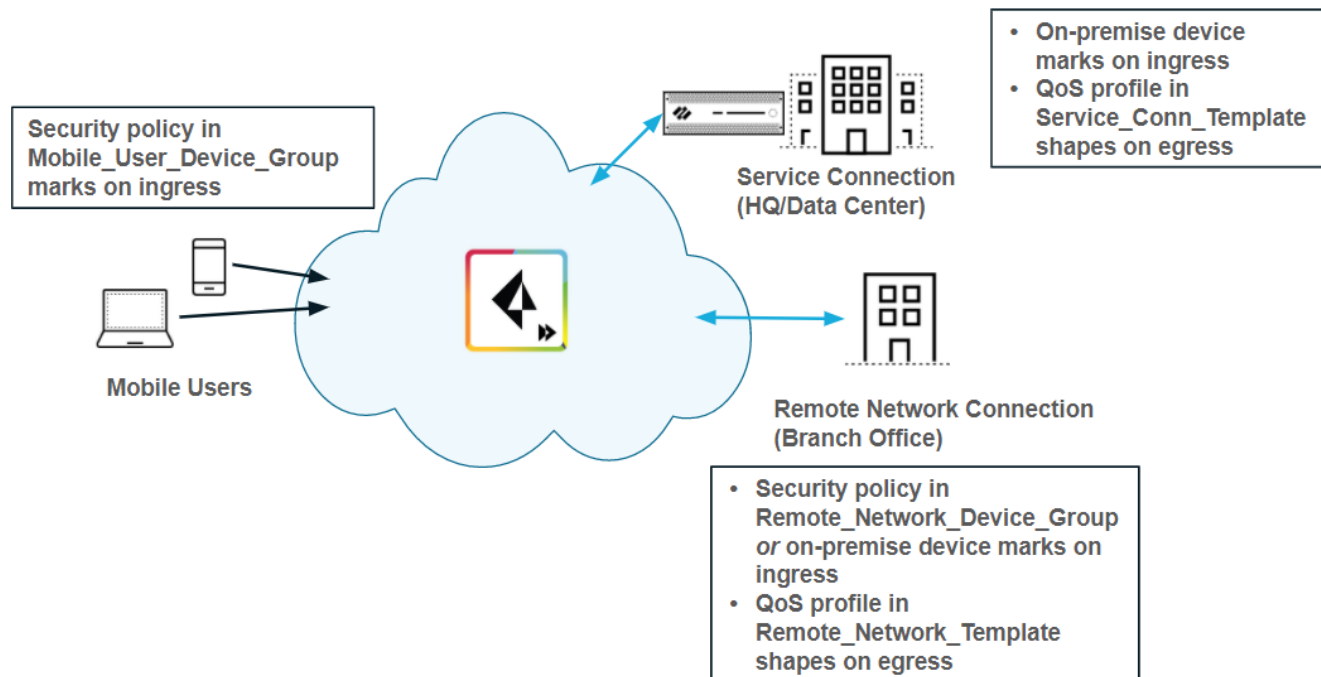 • On-premise device
marks on ingress
• QoS profile in
Service_Conn_Template
shapes on egress
Security policy in
Mobile_User_Device_Group
marks on ingress
Service Connection
(HQ/Data Center)
Mobile Users
Remote Network Connection
(Branch Office)
• Security policy in
Remote_Network_Device_Group
or on-premise device marks on
ingress
• QoS profile in
Remote_Network_Template
shapes on egress